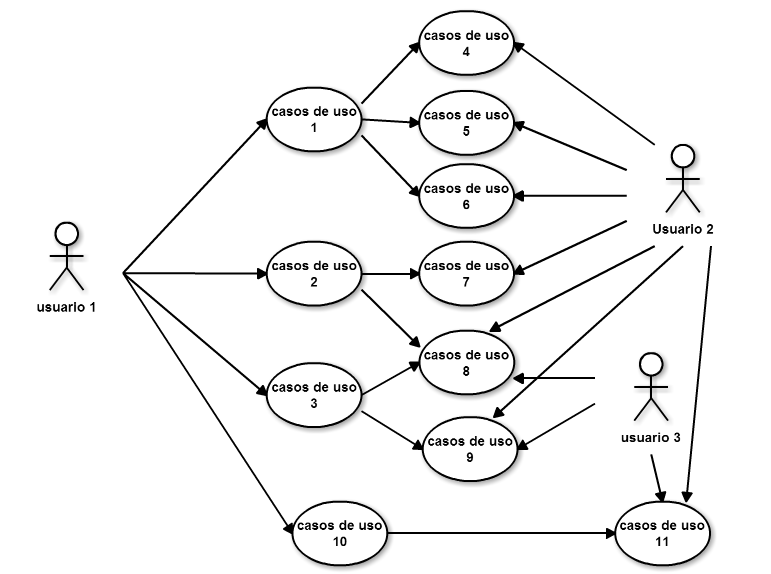 casos de uso
4
casos de uso
1
casos de uso
5
casos de uso
6
Usuario 2
usuario 1
casos de uso
2
casos de uso
7
casos de uso
8
casos de uso
3
casos de uso
9
usuario 3
casos de uso
10
casos de uso
11